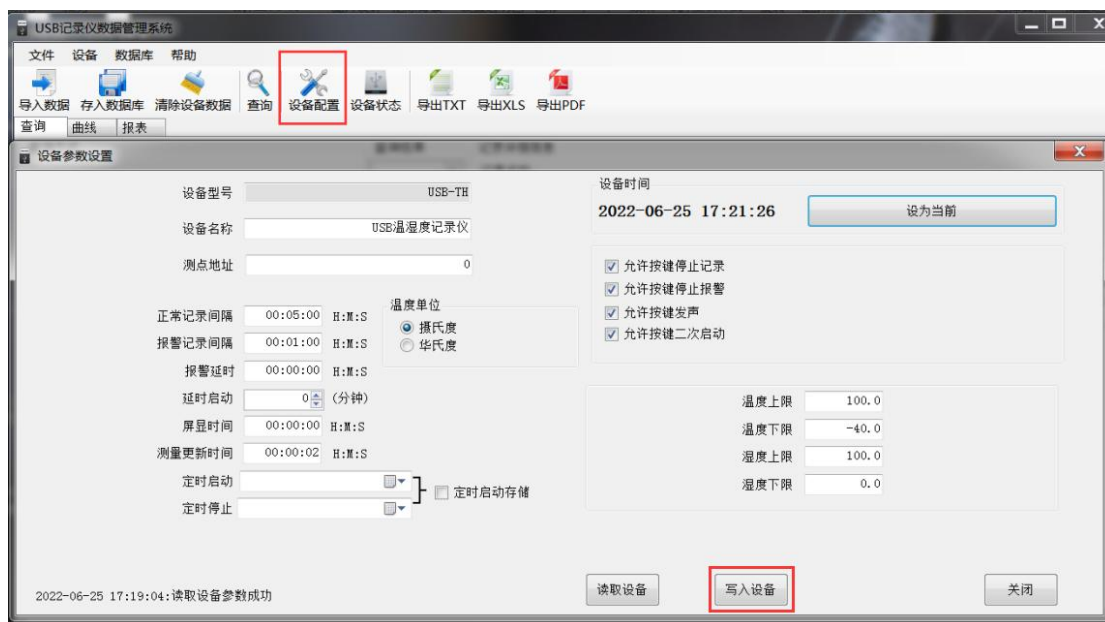 USB记录仪数据管理系统
文件 设备 数据库 帮助
导入数据 存入数据库 清除设备数据 查询 设备配置 设备状态 导出TXT 导出XLS 导出PDF
查询 曲线 报表
设备参数设置
设备型号 USB-TH
设备名称 USB温湿度记录仪
测点地址 0
正常记录间隔 00:05:00 H:M:S
报警记录间隔 00:01:00 H:M:S
报警延时 00:00:00 H:M:S
延时启动 0 (分钟)
屏显时间 00:00:00 H:M:S
测量更新时间 00:00:02 H:M:S
定时启动
定时停止
定时启动存储
温度单位
摄氏度
华氏度
设备时间
2022-06-25 17:21:26 设为当前
允许按键停止记录
允许按键停止报警
允许按键发声
允许按键二次启动
温度上限 100.0
温度下限 -40.0
湿度上限 100.0
湿度下限 0.0
2022-06-25 17:19:04:读取设备参数成功
读取设备 写入设备 关闭